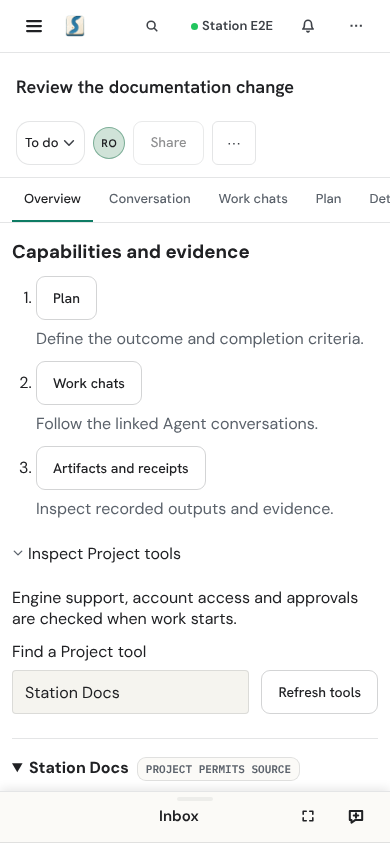 Station E2E
Review the documentation change
To do
RO
Share
...
Overview Conversation Work chats Plan Det
Capabilities and evidence
1. Plan
Define the outcome and completion criteria.
2. Work chats
Follow the linked Agent conversations.
3. Artifacts and receipts
Inspect recorded outputs and evidence.
Inspect Project tools
Engine support, account access and approvals
are checked when work starts.
Find a Project tool
Station Docs
Refresh tools
Station Docs PROJECT PERMITS SOURCE
Inbox